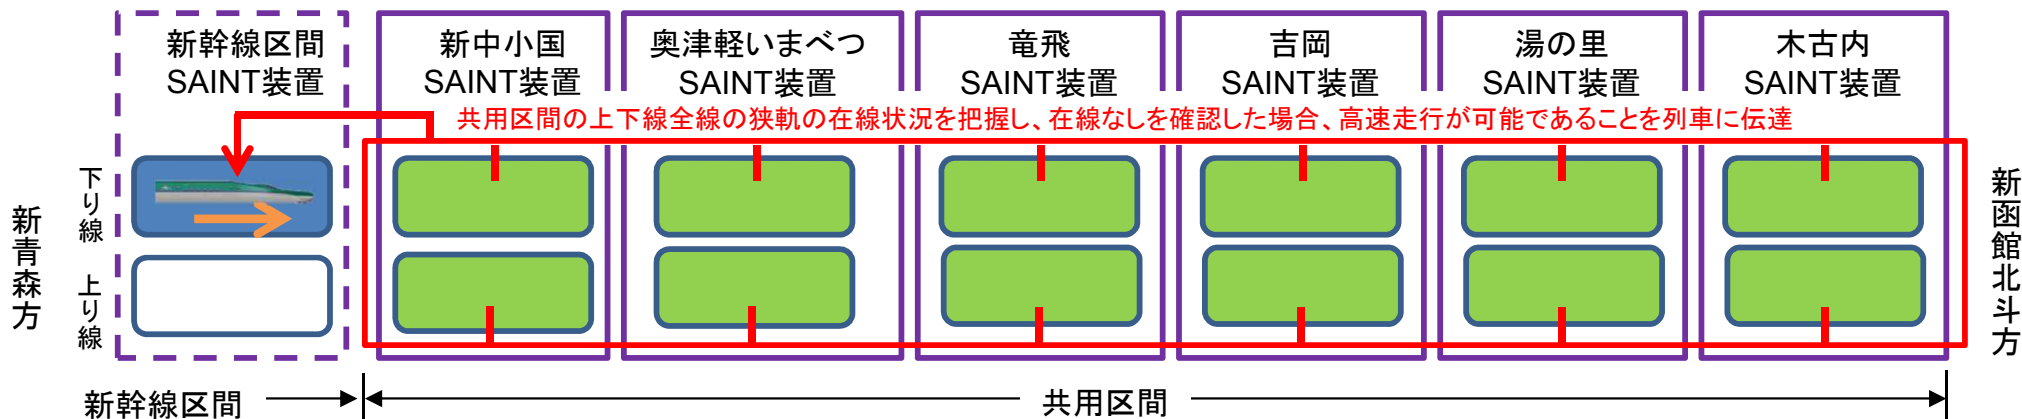 新幹線区間
SAINT装置
新中小国
SAINT装置
奥津軽いまべつ
SAINT装置
竜飛
SAINT装置
吉岡
SAINT装置
湯の里
SAINT装置
木古内
SAINT装置
共用区間の上下線全線の狭軌の在線状況を把握し、在線なしを確認した場合、高速走行が可能であることを列車に伝達
新青森方
下り線
上り線
新函館北斗方
新幹線区間
共用区間